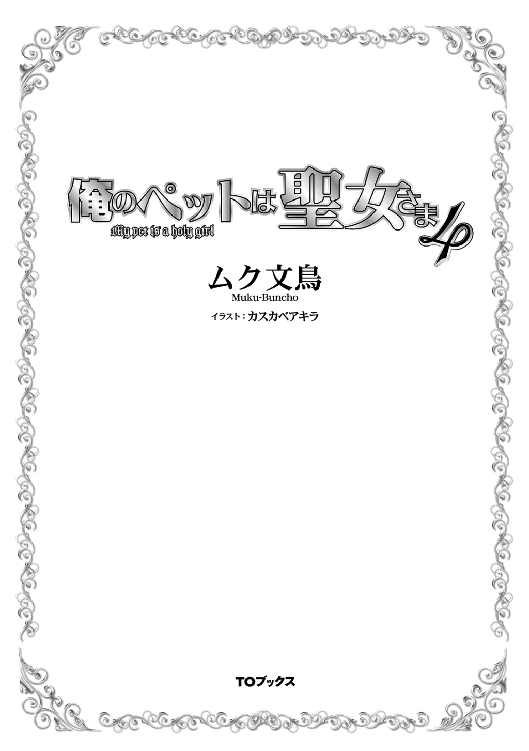 俺のペットは聖女さま4
My pet is a holy girl
ムク文鳥
Muku-Buncho
イラスト：カスカベアキラ
TOブックス